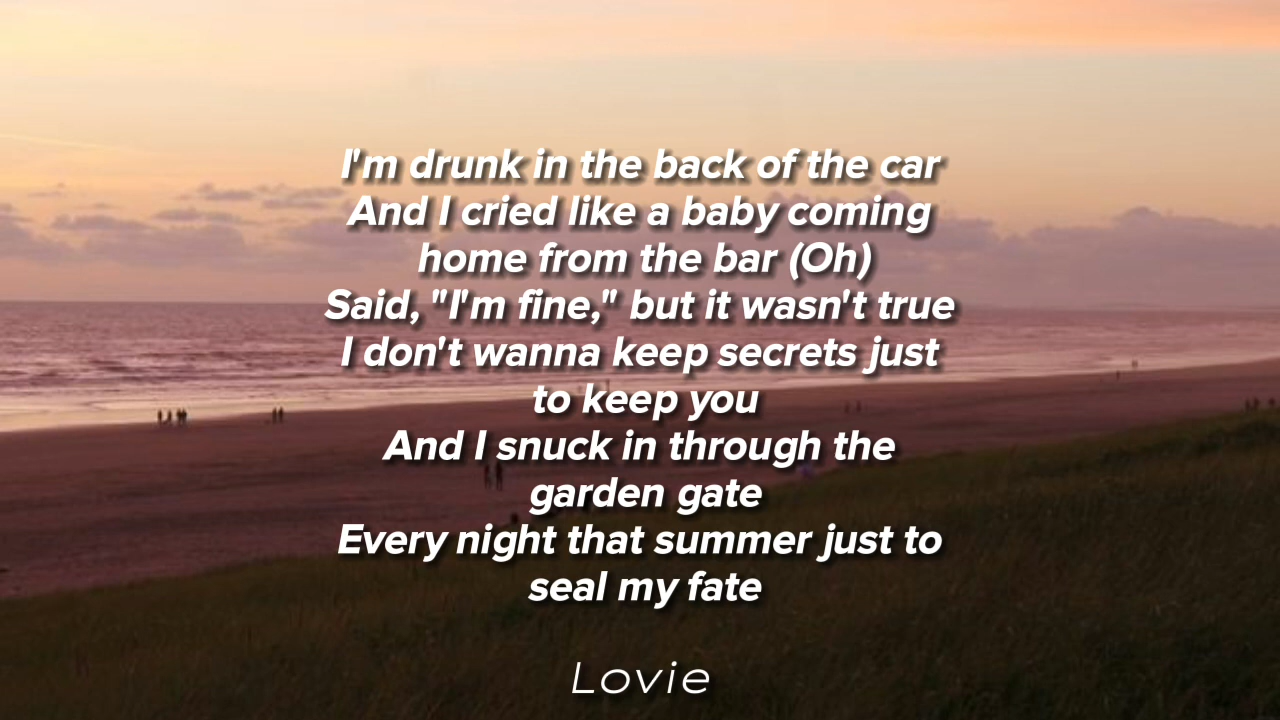 I'm drunk in the back of the car
And I cried like a baby coming
home from the bar (Oh)
Said, "I'm fine," but it wasn't true
I don't wanna keep secrets just
to keep you
And I snuck in through the
garden gate
Every night that summer just to
seal my fate
Lovie